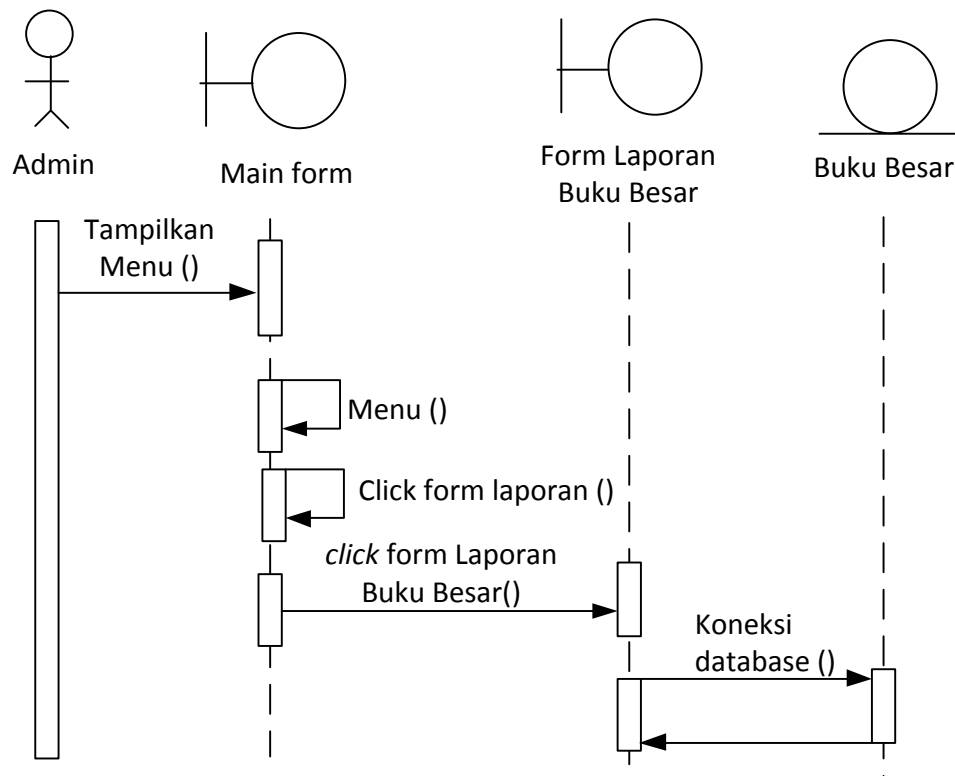 Admin
Main form
Form Laporan
Buku Besar
Buku Besar
Tampilkan
Menu ()
Menu ()
Click form laporan ()
click form Laporan
Buku Besar()
Koneksi
database ()